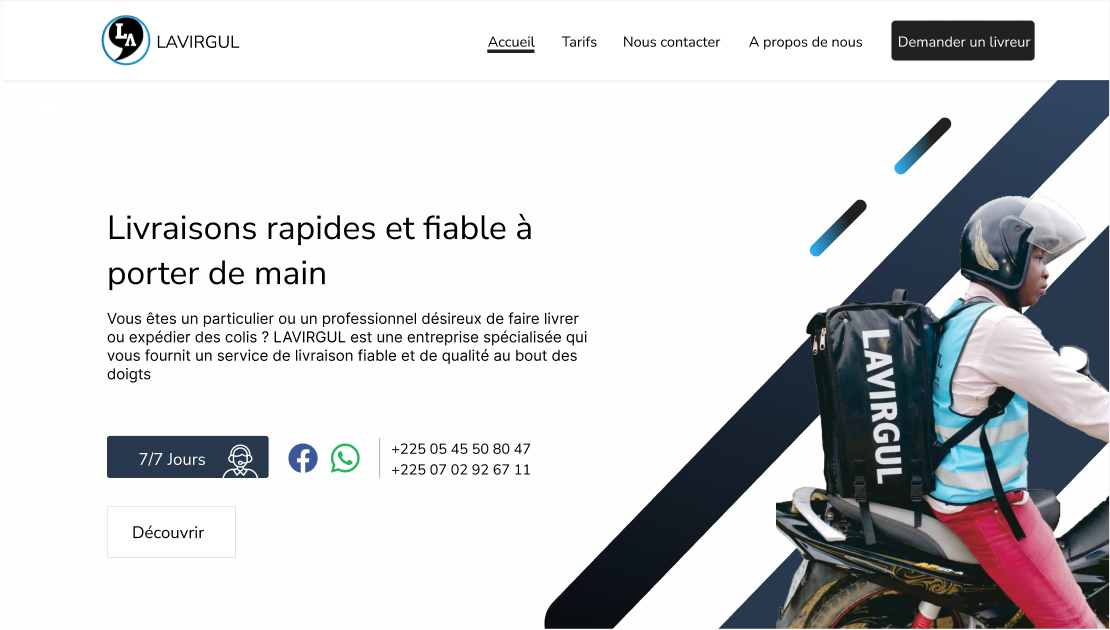 LA
LAVIRGUL
Accueil
Tarifs
Nous contacter
A propos de nous
Demander un livreur
Livraisons rapides et fiable à
porter de main
Vous êtes un particulier ou un professionnel désireux de faire livrer
ou expédier des colis ? LAVIRGUL est une entreprise spécialisée qui
vous fournit un service de livraison fiable et de qualité au bout des
doigts
7/7 Jours
+225 05 45 50 80 47
+225 07 02 92 67 11
Découvrir
LAVIRGUL